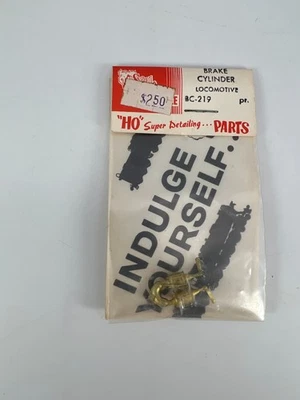 BRAKE
CYLINDER
LOCOMOTIVE
$2.50
BC-219 pr.
"HO" Super Detailing... PARTS
INDULGE
YOURSELF...